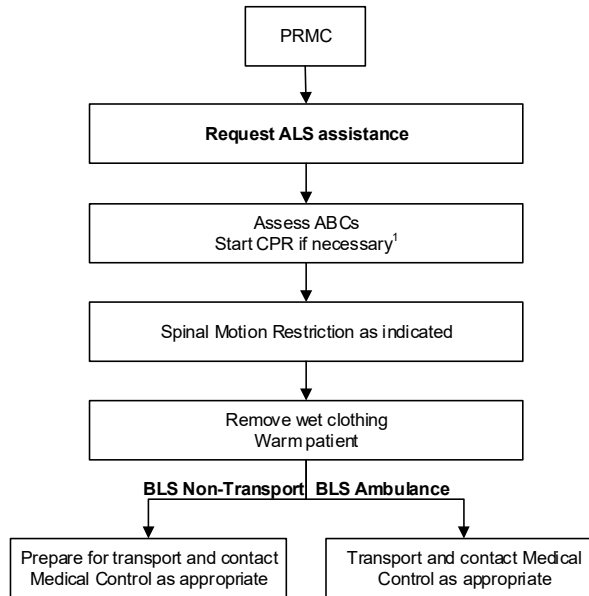 PRMC
Request ALS assistance
Assess ABCs
Start CPR if necessary¹
Spinal Motion Restriction as indicated
Remove wet clothing
Warm patient
BLS Non-Transport
BLS Ambulance
Prepare for transport and contact
Medical Control as appropriate
Transport and contact Medical
Control as appropriate